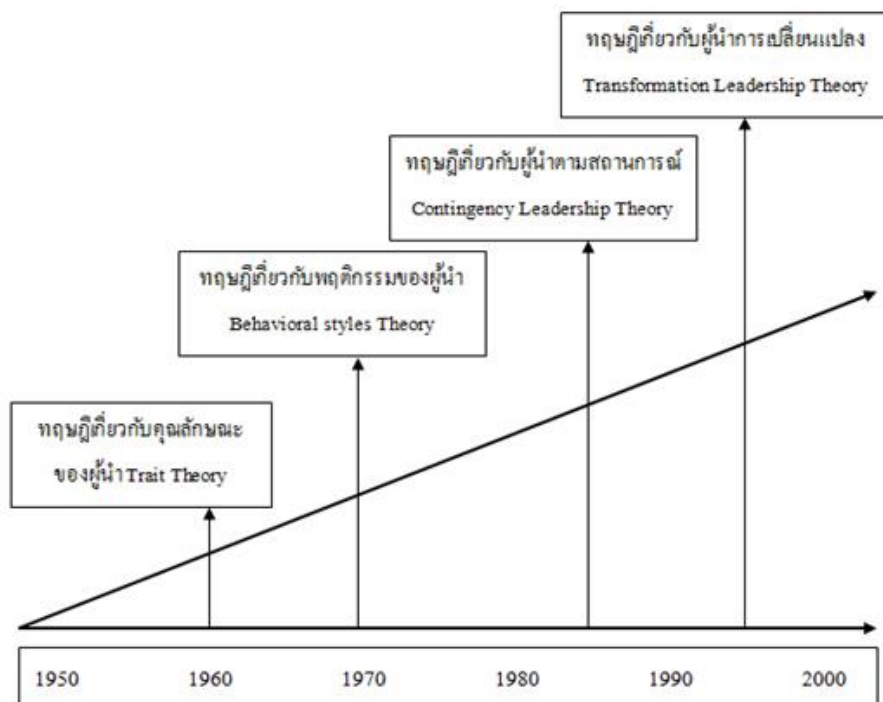 ทฤษฎีเกี่ยวกับผู้นำการเปลี่ยนแปลง
Transformation Leadership Theory
ทฤษฎีเกี่ยวกับผู้นำตามสถานการณ์
Contingency Leadership Theory
ทฤษฎีเกี่ยวกับพฤติกรรมของผู้นำ
Behavioral styles Theory
ทฤษฎีเกี่ยวกับคุณลักษณะ
ของผู้นำ Trait Theory
1950 1960 1970 1980 1990 2000